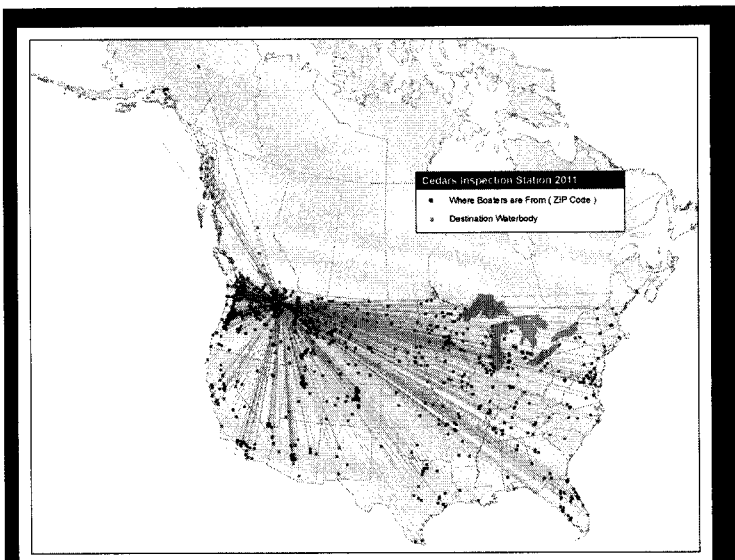 Cedars Inspection Station 2011
Where Boaters are From ( ZIP Code )
Destination Waterbody